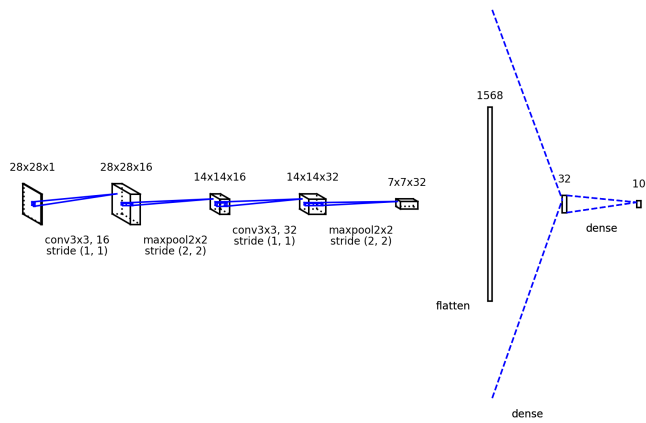 1568
28x28x1
28x28x16
14x14x16
14x14x32
7x7x32
32
10
conv3x3, 16
stride (1, 1)
maxpool2x2
stride (2, 2)
conv3x3, 32
stride (1, 1)
maxpool2x2
stride (2, 2)
dense
flatten
dense